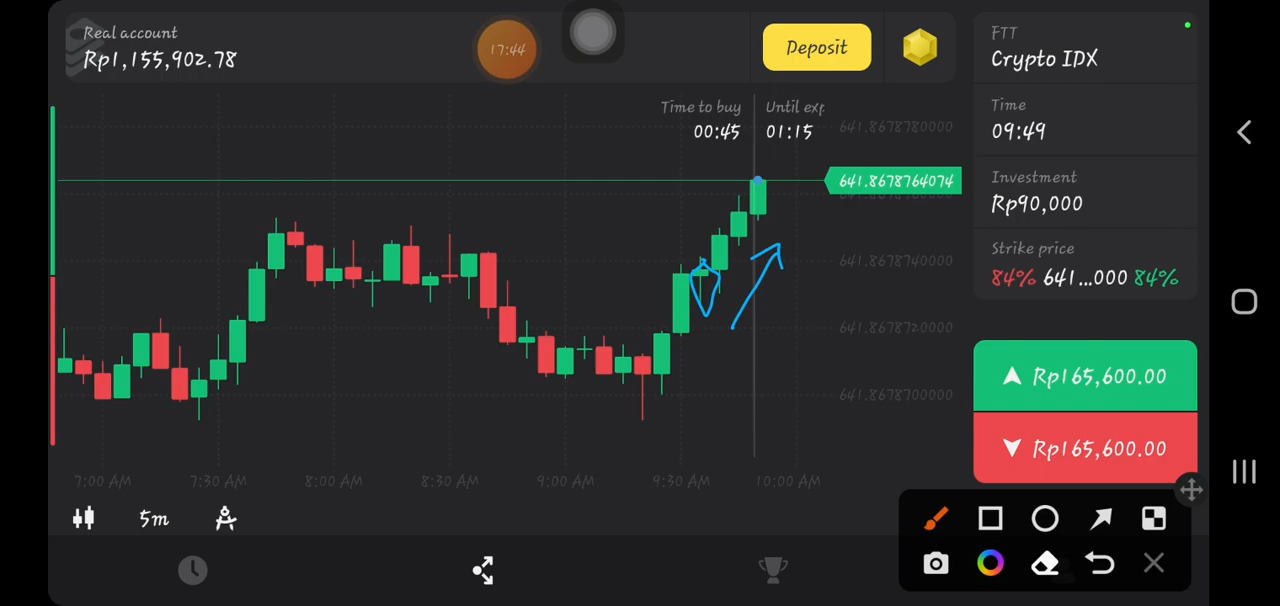 Real account
Rp1,155,902.78
17:44
Deposit
FTT
Crypto IDX
Time to buy
00:45
Until exp.
01:15
Time
09:49
Investment
Rp90,000
Strike price
84% 641...000 84%
641.8678780000
641.8678764074
641.8678740000
641.8678720000
641.8678700000
Rp165,600.00
Rp165,600.00
7:00 AM 7:30 AM 8:00 AM 8:30 AM 9:00 AM 9:30 AM 10:00 AM
5m